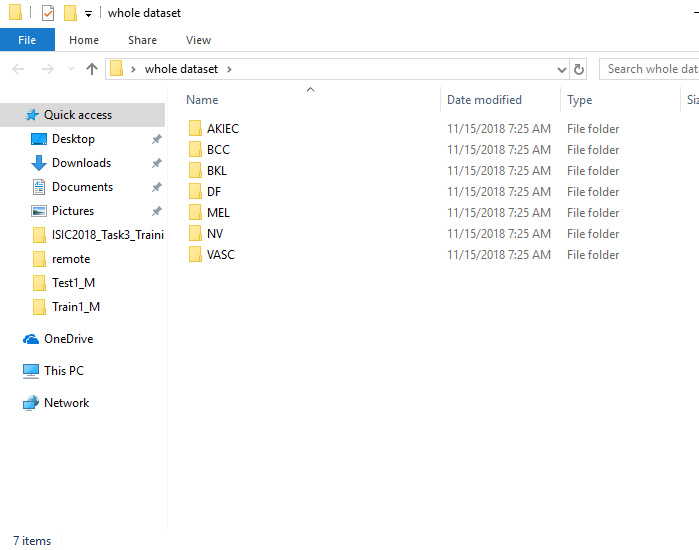 whole dataset
File Home Share View
whole dataset Search whole dat
Name Date modified Type Siz
Quick access
Desktop
Downloads
Documents
Pictures
ISIC2018_Task3_Traini
remote
Test1_M
Train1_M
OneDrive
This PC
Network
AKIEC 11/15/2018 7:25 AM File folder
BCC 11/15/2018 7:25 AM File folder
BKL 11/15/2018 7:25 AM File folder
DF 11/15/2018 7:25 AM File folder
MEL 11/15/2018 7:25 AM File folder
NV 11/15/2018 7:25 AM File folder
VASC 11/15/2018 7:25 AM File folder
7 items